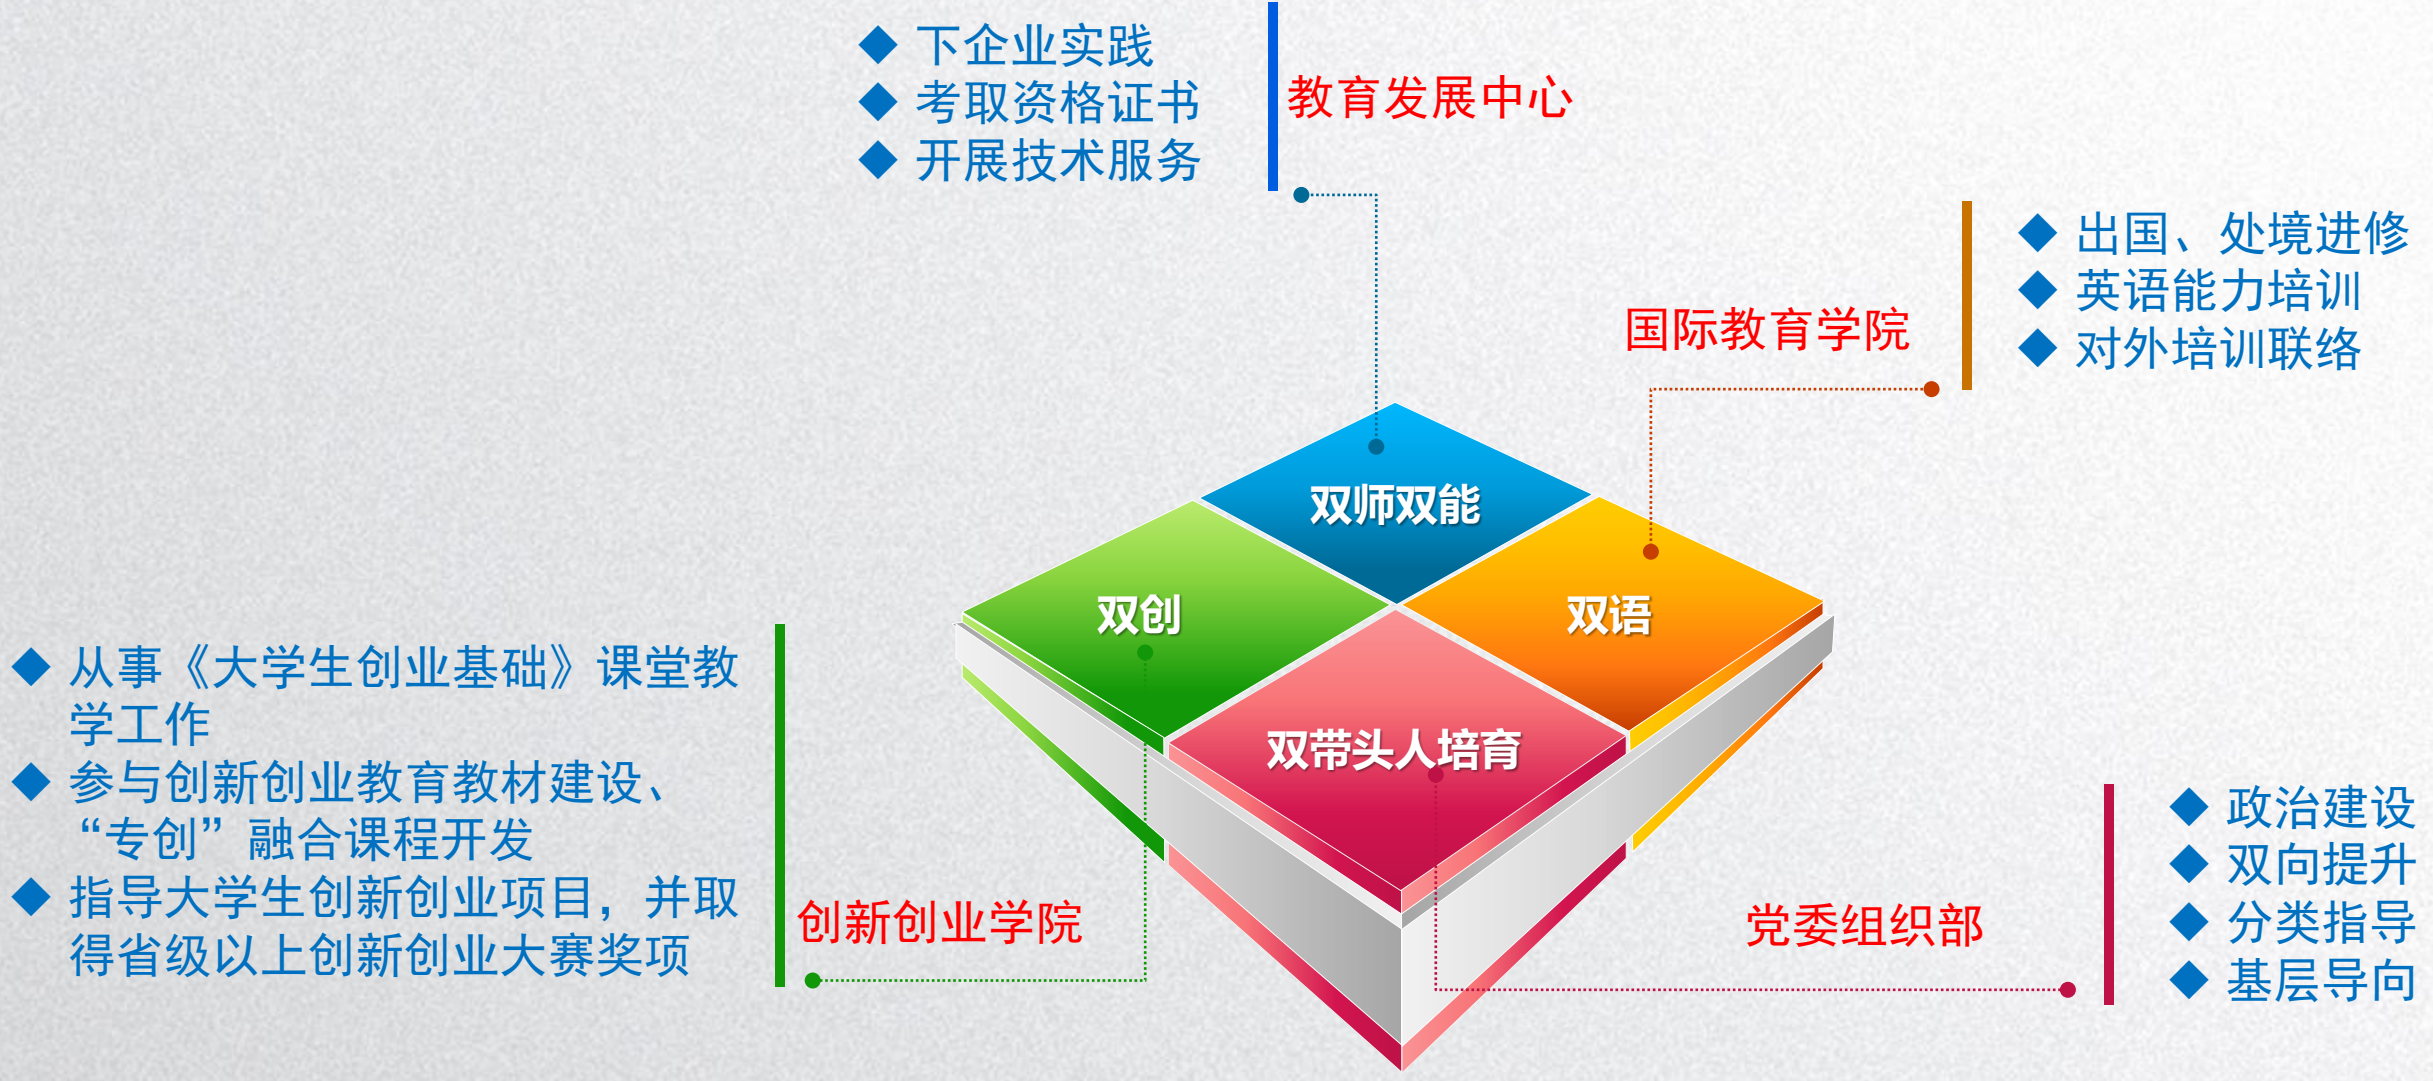 下企业实践
考取资格证书
开展技术服务
教育发展中心
出国、处境进修
英语能力培训
对外培训联络
国际教育学院
双师双能
双创
双语
双带头人培育
从事《大学生创业基础》课堂教
学工作
参与创新创业教育教材建设、
“专创”融合课程开发
指导大学生创新创业项目，并取
得省级以上创新创业大赛奖项
创新创业学院
党委组织部
政治建设
双向提升
分类指导
基层导向